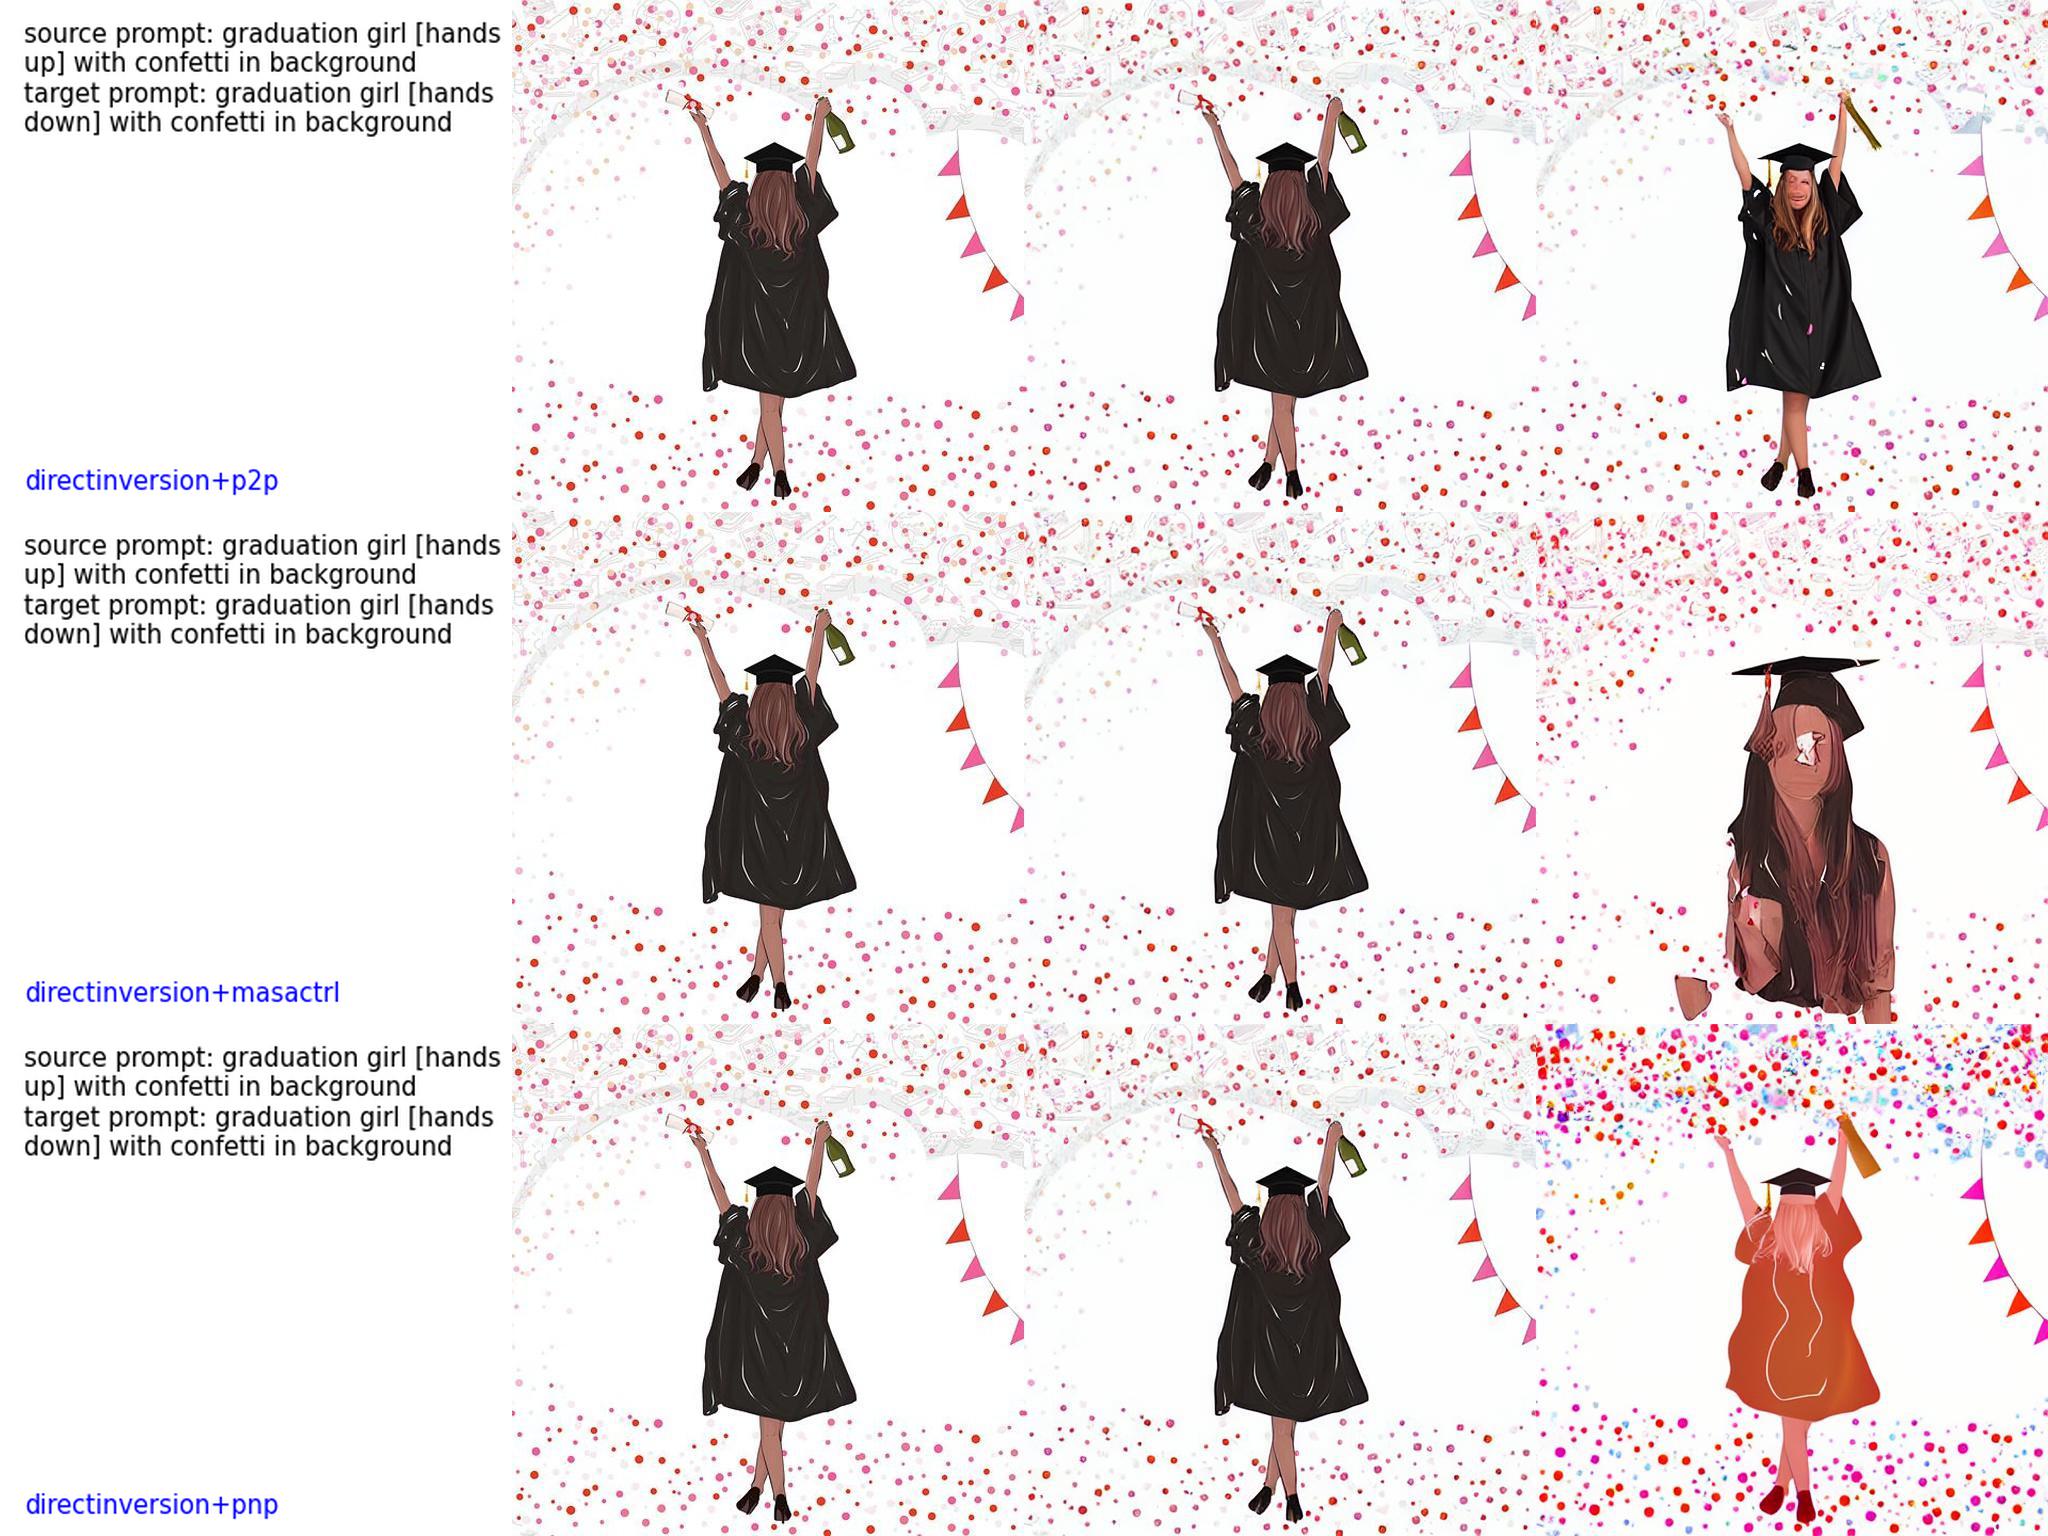 source prompt: graduation girl [hands
up] with confetti in background
target prompt: graduation girl [hands
down] with confetti in background
directinversion+p2p
source prompt: graduation girl [hands
up] with confetti in background
target prompt: graduation girl [hands
down] with confetti in background
directinversion+masactrl
source prompt: graduation girl [hands
up] with confetti in background
target prompt: graduation girl [hands
down] with confetti in background
directinversion+pnp